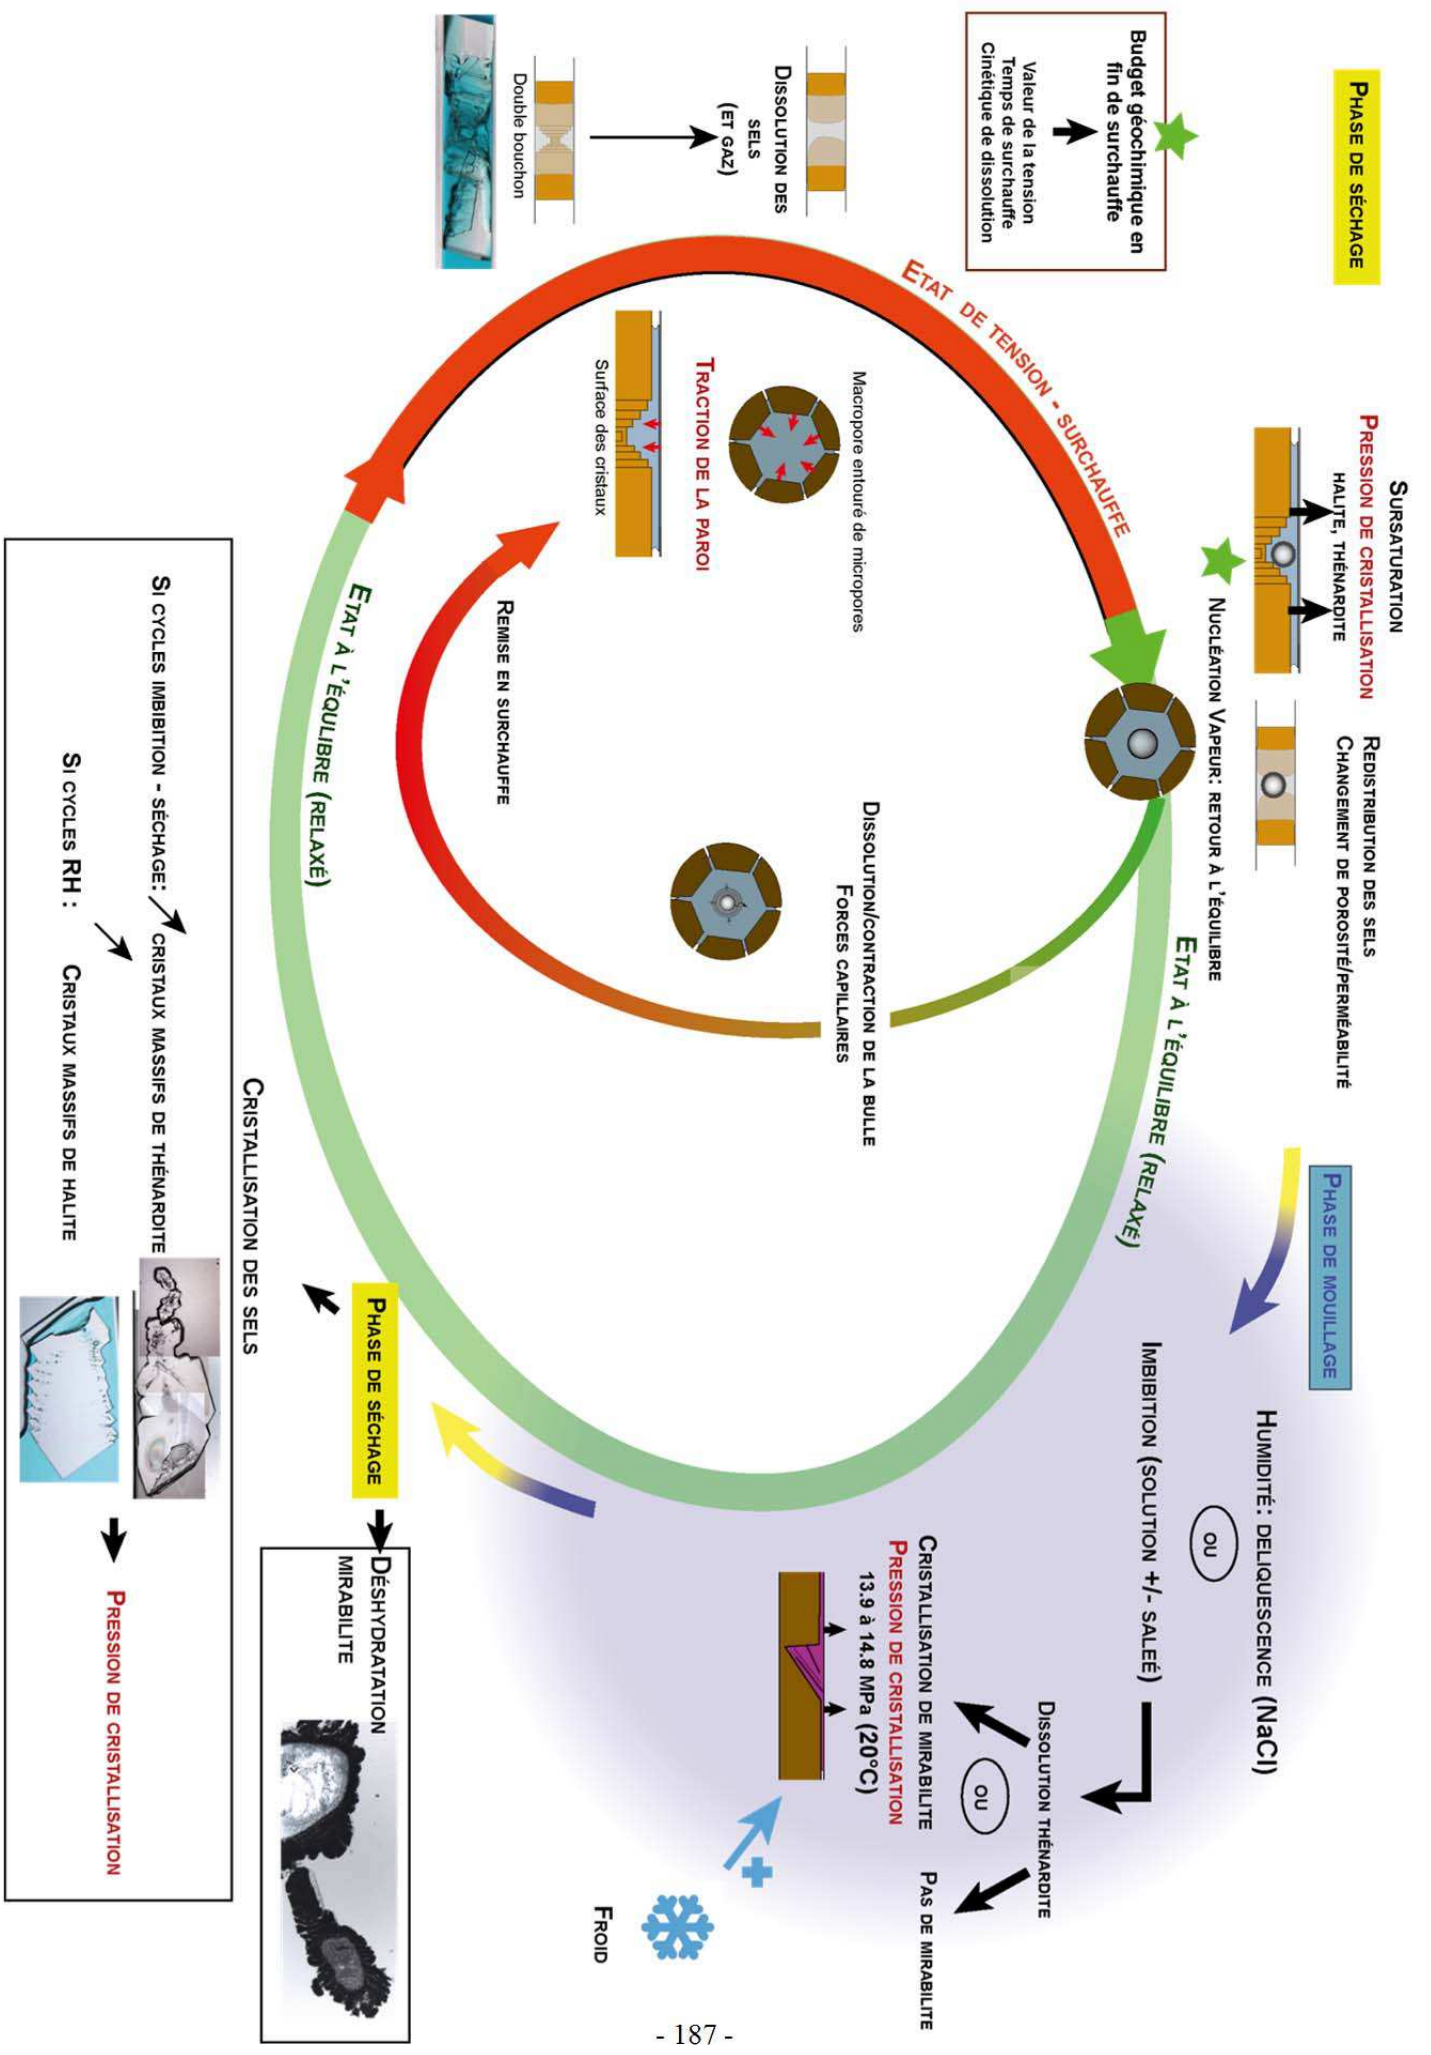 Phase de séchage
Budget géochimique en
fin de surchauffe
Valeur de la tension
Temps de surchauffe
Cinétique de dissolution
Dissolution des
sels
(et gaz)
Double bouchon
Etat de tension - surchauffe
Sursaturation
Pression de cristallisation
halite, thénardite
Redistribution des sels
Changement de porosité/perméabilité
Nucléation Vapeur: retour à l'équilibre
Macropore entouré de micropores
Traction de la paroi
Surface des cristaux
Remise en surchauffe
Dissolution/contraction de la bulle
Forces capillaires
Etat à l'équilibre (relaxé)
Etat à l'équlibre (relaxé)
Phase de mouillage
Humidité: deliquescence (NaCl)
ou
Imbibition (solution +/- saleé)
Dissolution thénardite
ou
Cristallisation de mirabilite
Pression de cristallisation
13.9 à 14.8 MPa (20°C)
Pas de mirabilite
Froid
Phase de séchage
Déshydratation
mirabilite
Cristallisation des sels
Si cycles imbibition - séchage:
cristaux massifs de thénardite
Si cycles RH :
Cristaux massifs de halite
Pression de cristallisation
- 187 -